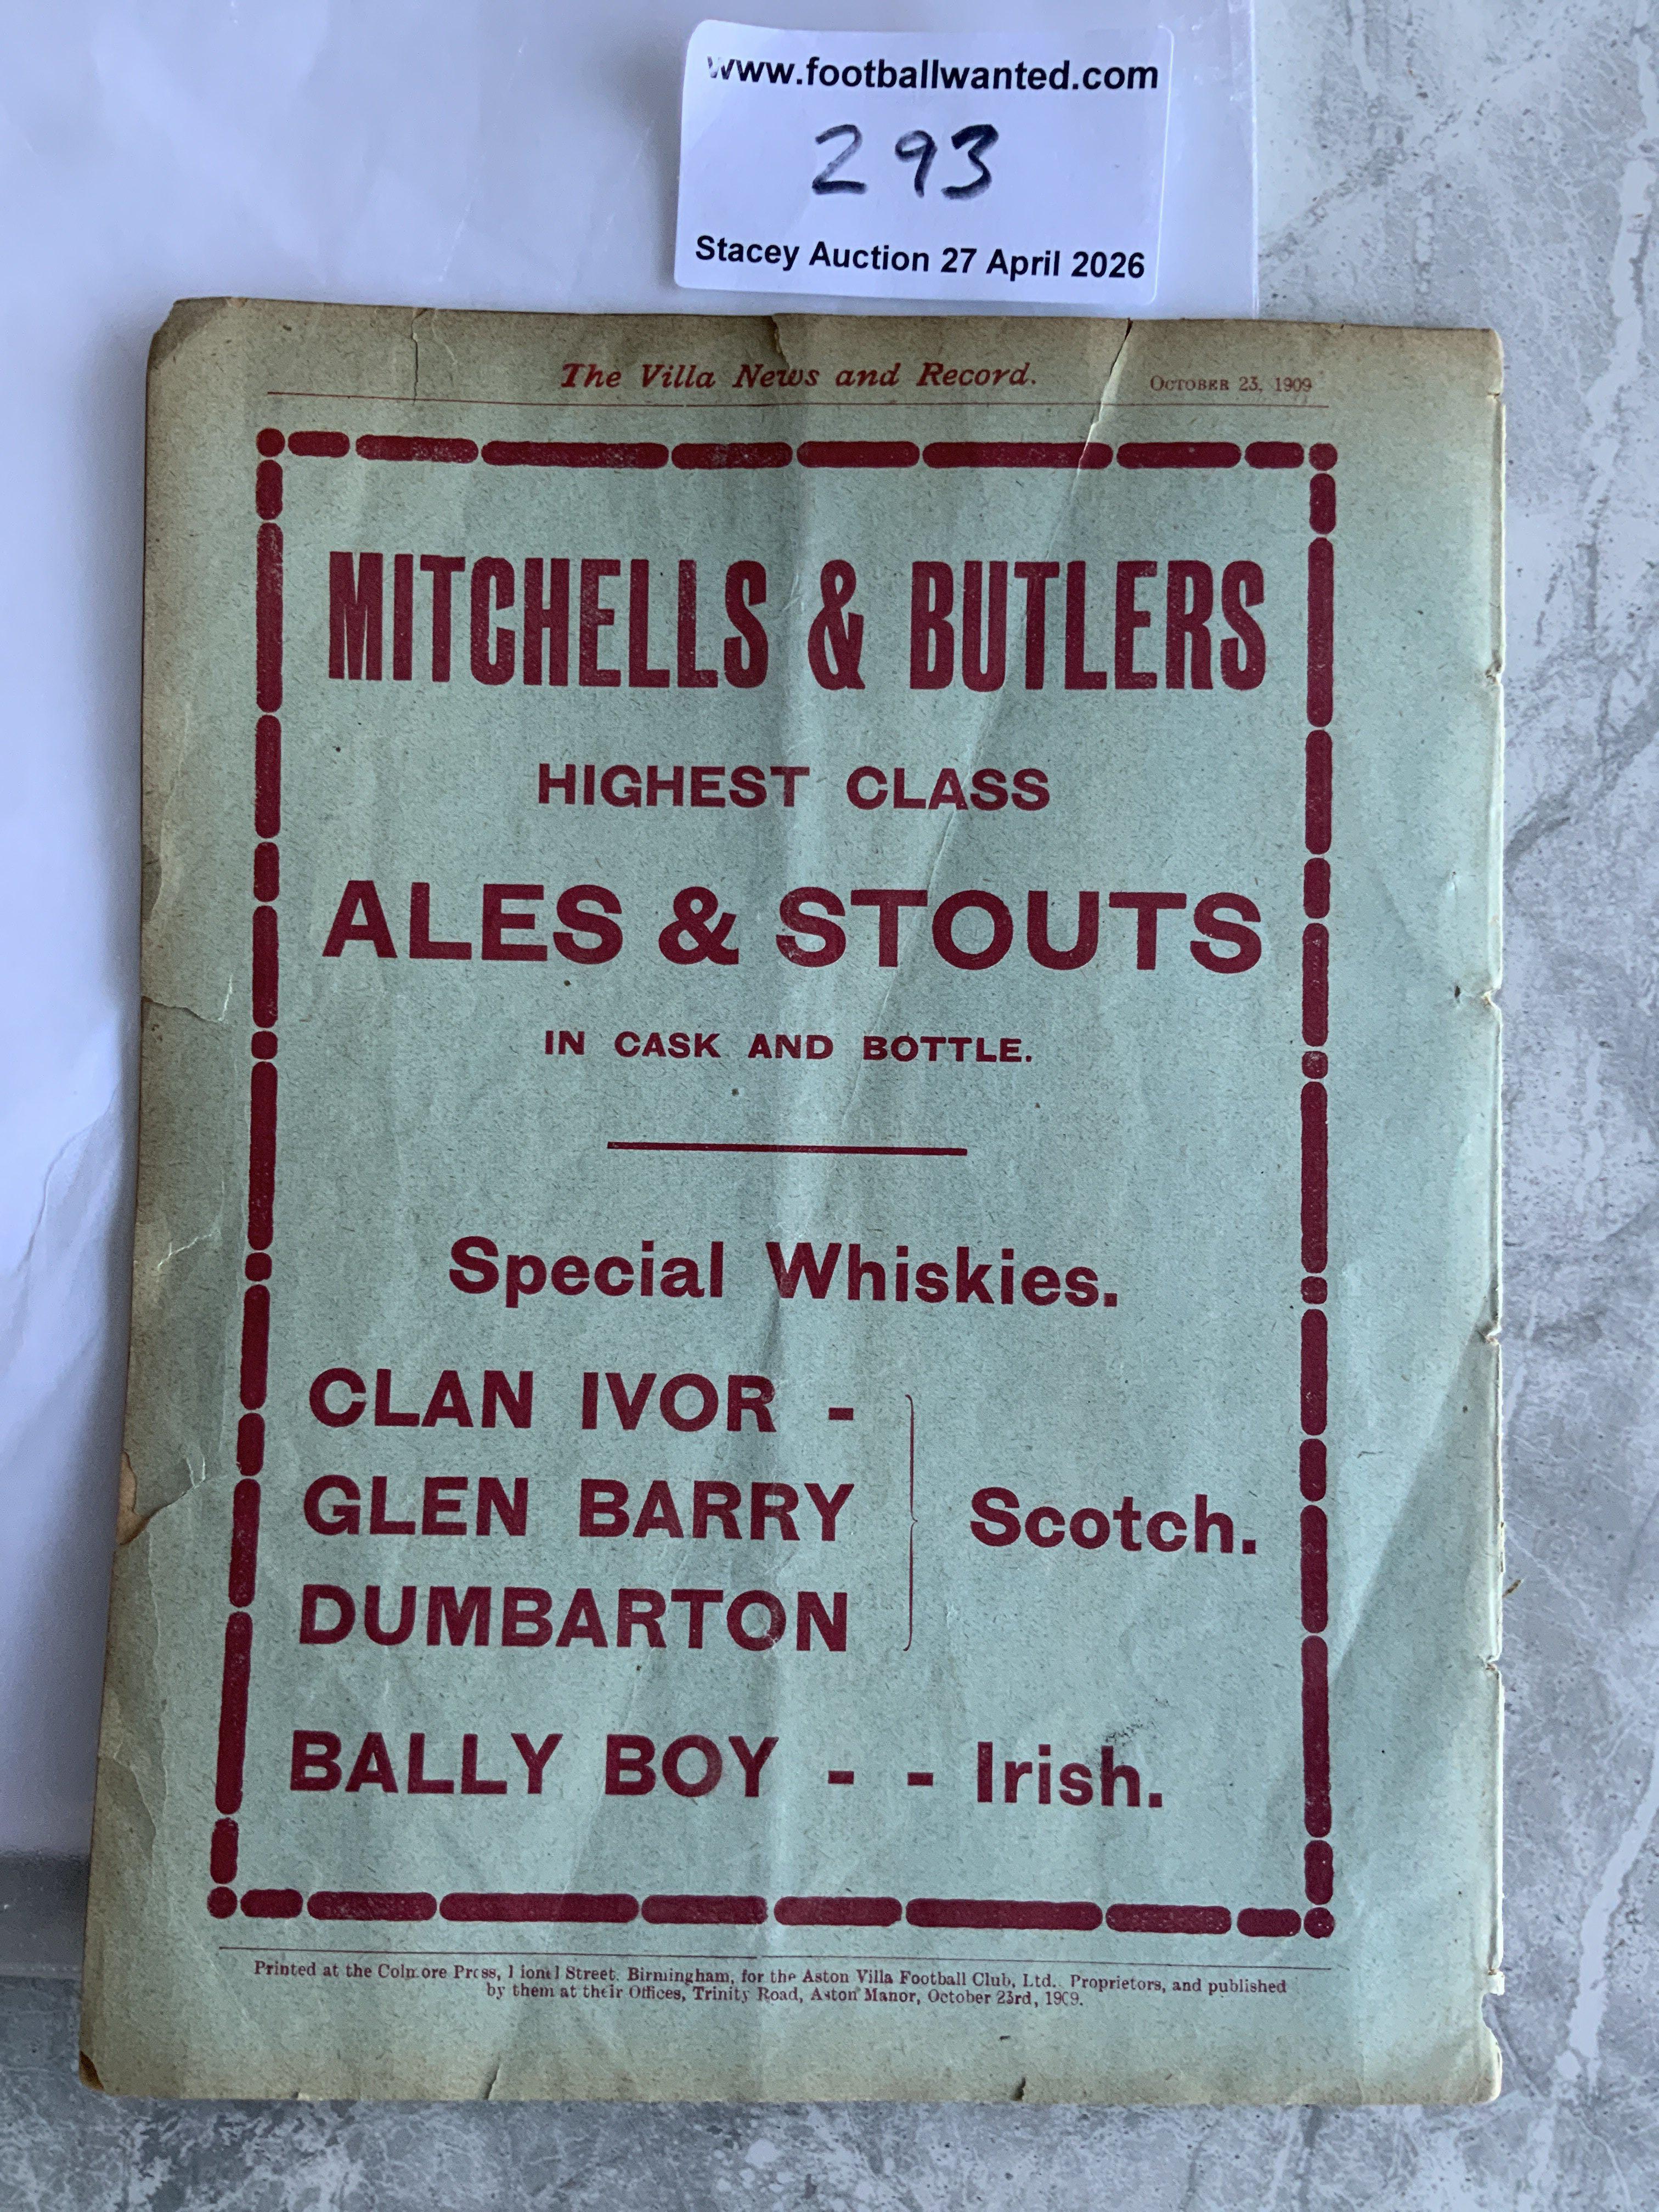 www.footballwanted.com
293
Stacey Auction 27 April 2026
The Villa News and Record.
October 23, 1909
MITCHELLS & BUTLERS
HIGHEST CLASS
ALES & STOUTS
IN CASK AND BOTTLE.
Special Whiskies.
CLAN IVOR -
GLEN BARRY
Scotch.
DUMBARTON
BALLY BOY - - Irish.
Printed at the Colmore Press, Lionel Street, Birmingham, for the Aston Villa Football Club, Ltd., Proprietors, and published
by them at their Offices, Trinity Road, Aston Manor, October 23rd, 1909.